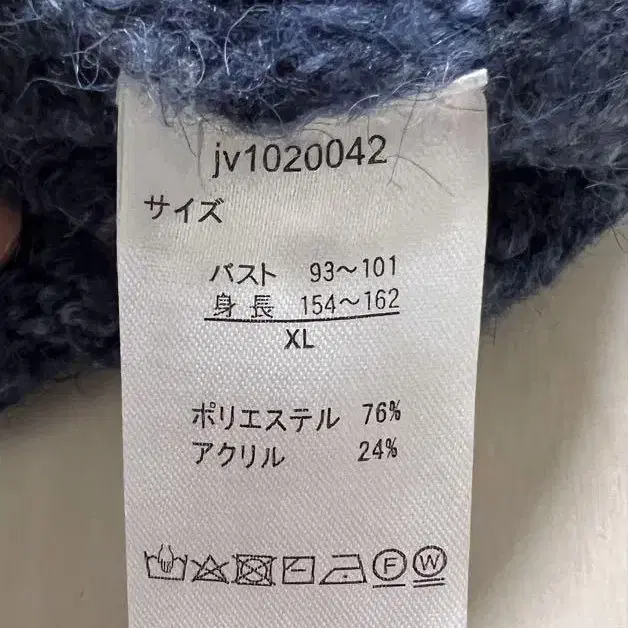 jv1020042
サイズ
バスト 93～101
身長 154～162
XL
ポリエステル 76%
アクリル 24%
F W